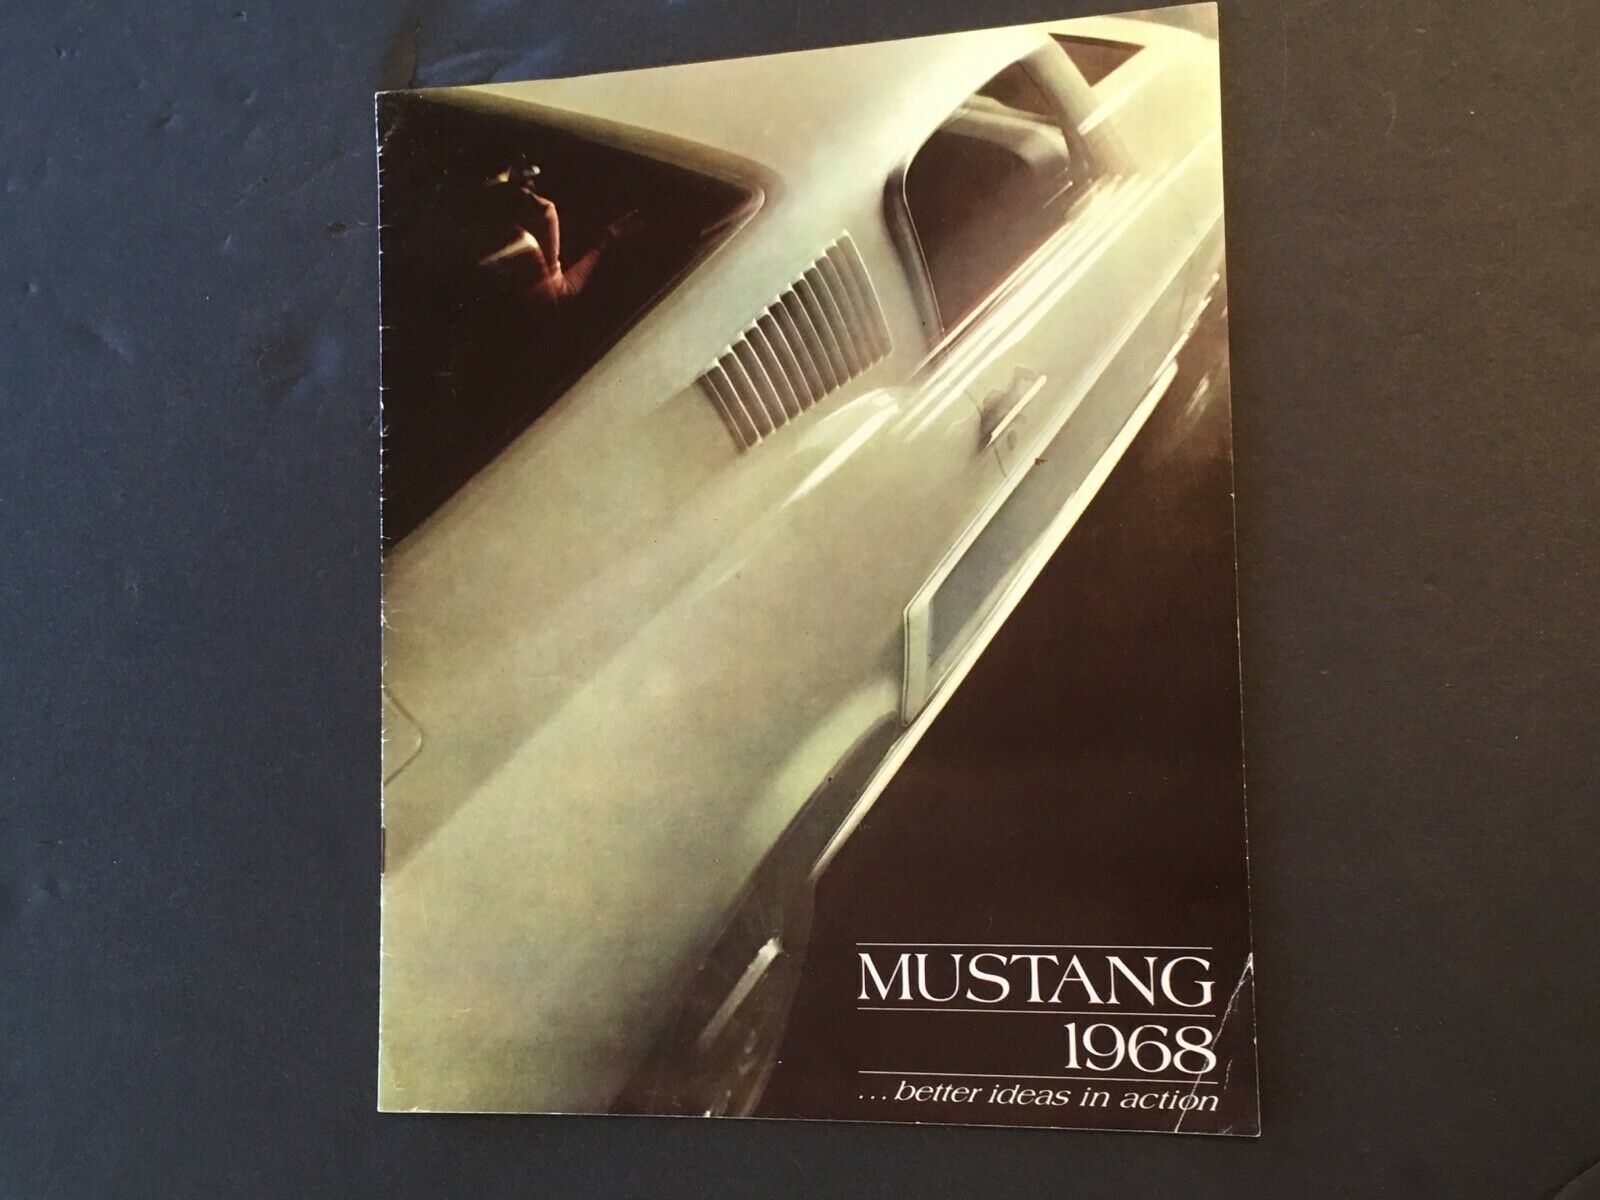 MUSTANG
1968
...better ideas in action